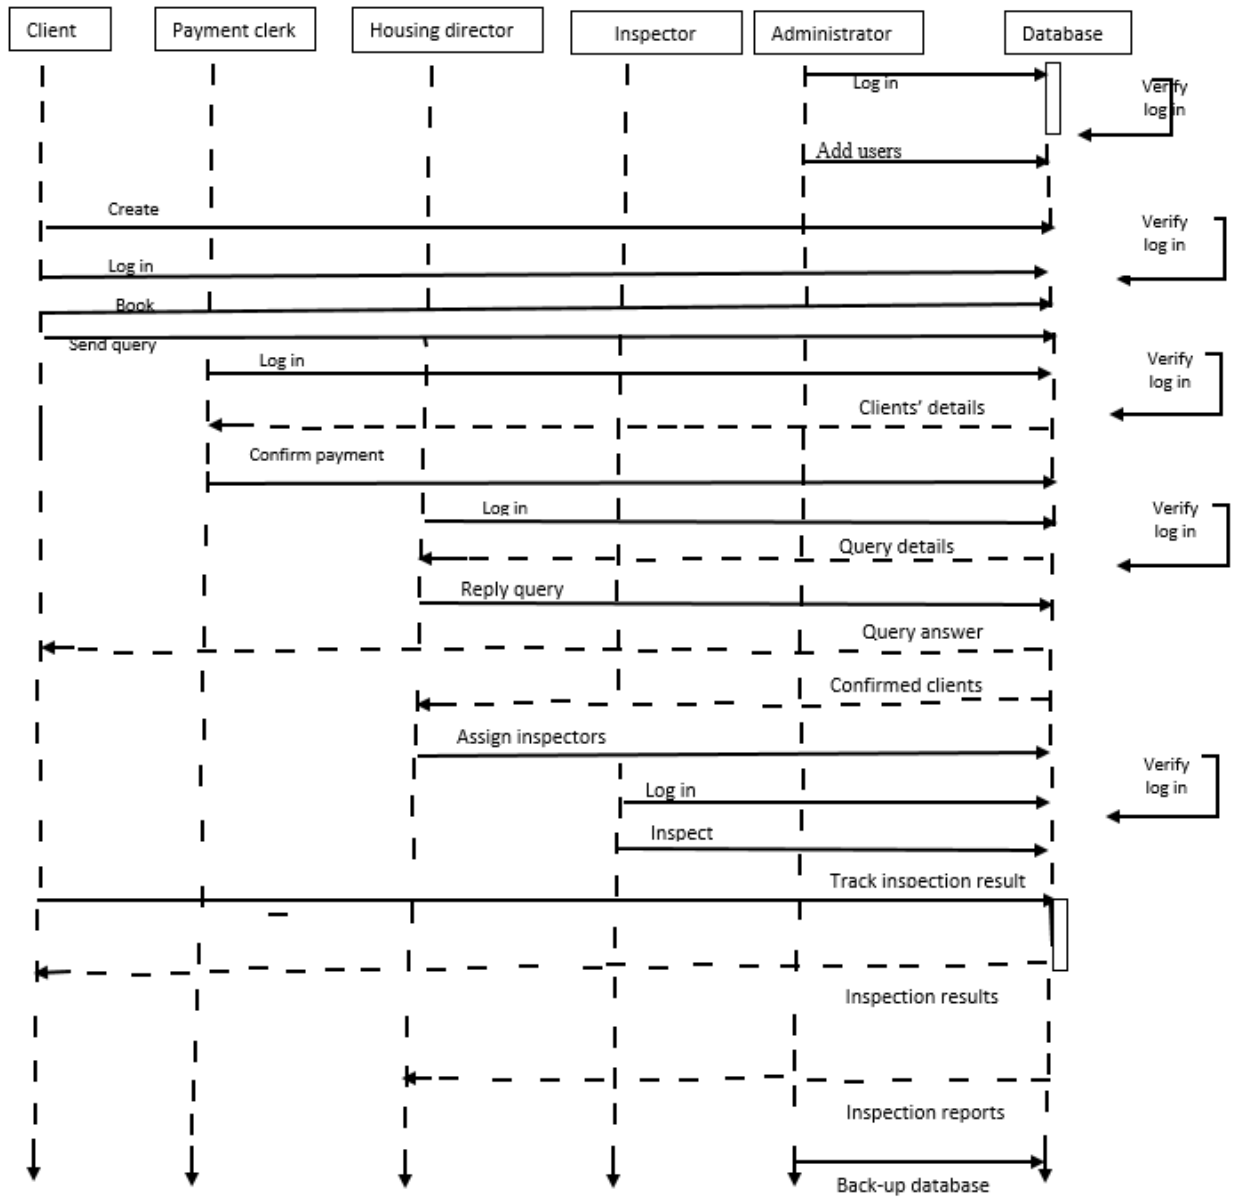 Client
Payment clerk
Housing director
Inspector
Administrator
Database
Log in
Verify
log in
Add users
Create
Verify
log in
Log in
Book
Send query
Log in
Verify
log in
Clients’ details
Confirm payment
Log in
Verify
log in
Query details
Reply query
Query answer
Confirmed clients
Assign inspectors
Verify
log in
Log in
Inspect
Track inspection result
Inspection results
Inspection reports
Back-up database